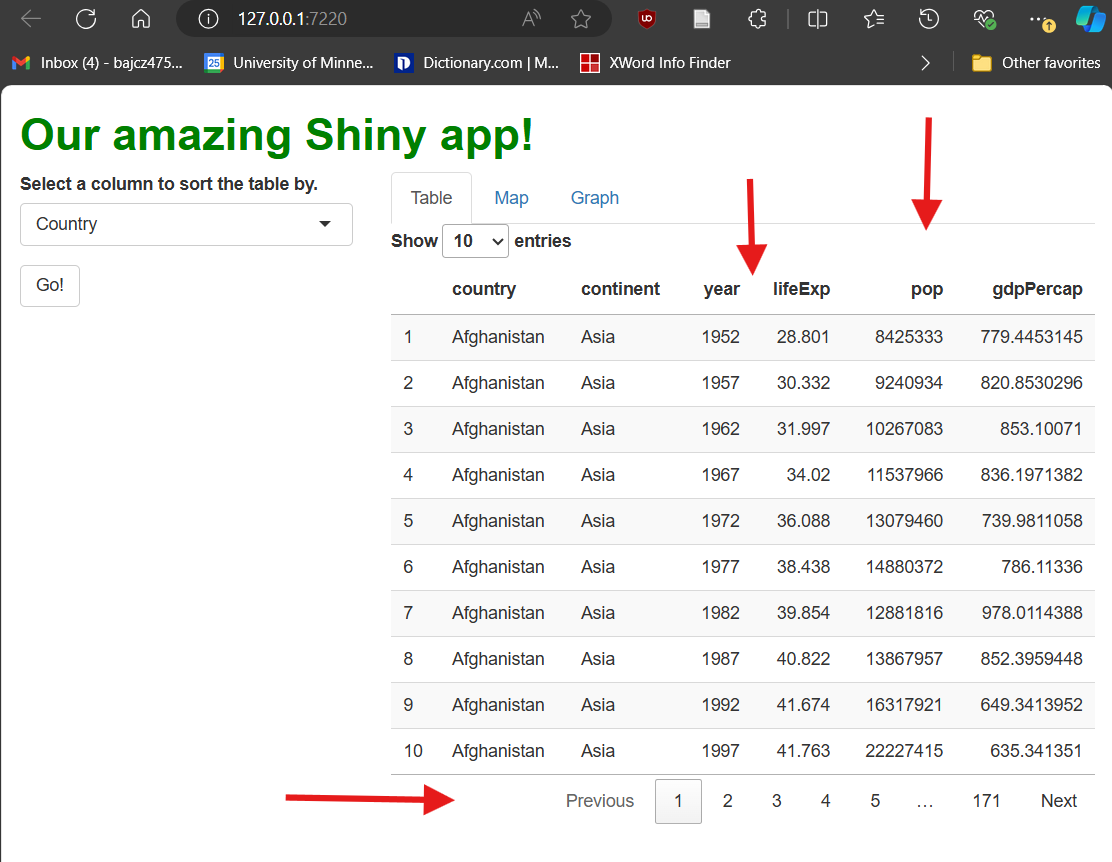 127.0.0.1:7220
Inbox (4) - bajcz475... University of Minne... Dictionary.com | M... XWord Info Finder Other favorites
Our amazing Shiny app!
Select a column to sort the table by.
Country
Go!
Table Map Graph
Show 10 entries
country continent year lifeExp pop gdpPercap
1 Afghanistan Asia 1952 28.801 8425333 779.4453145
2 Afghanistan Asia 1957 30.332 9240934 820.8530296
3 Afghanistan Asia 1962 31.997 10267083 853.10071
4 Afghanistan Asia 1967 34.02 11537966 836.1971382
5 Afghanistan Asia 1972 36.088 13079460 739.9811058
6 Afghanistan Asia 1977 38.438 14880372 786.11336
7 Afghanistan Asia 1982 39.854 12881816 978.0114388
8 Afghanistan Asia 1987 40.822 13867957 852.3959448
9 Afghanistan Asia 1992 41.674 16317921 649.3413952
10 Afghanistan Asia 1997 41.763 22227415 635.341351
Previous 1 2 3 4 5 … 171 Next